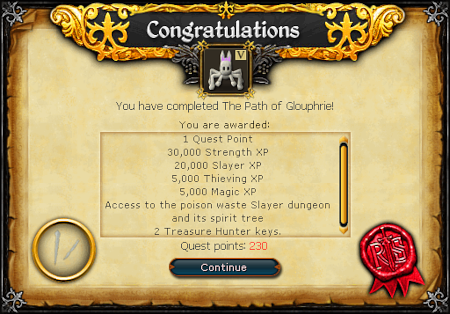 Congratulations
V
You have completed The Path of Glouphrie!
You are awarded:
1 Quest Point
30,000 Strength XP
20,000 Slayer XP
5,000 Thieving XP
5,000 Magic XP
Access to the poison waste Slayer dungeon
and its spirit tree
2 Treasure Hunter keys.
Quest points: 230
Continue
RS